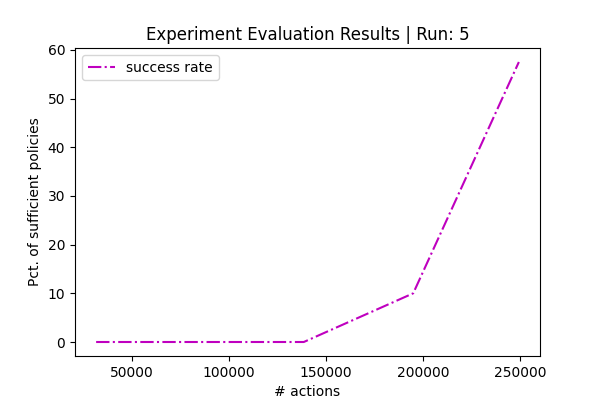 Experiment Evaluation Results | Run: 5
success rate
Pct. of sufficient policies
60
50
40
30
20
10
0
50000 100000 150000 200000 250000
# actions